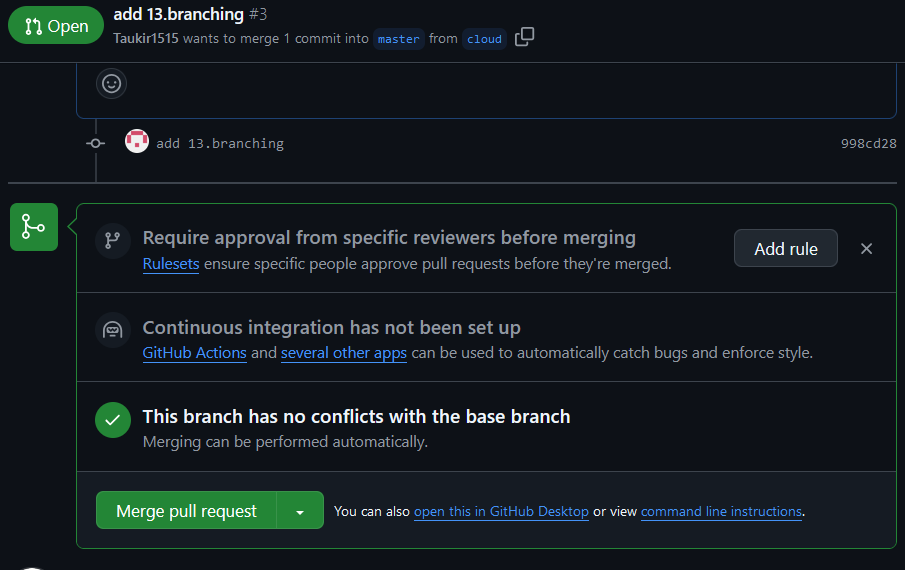 Open add 13.branching #3
Taukir1515 wants to merge 1 commit into master from cloud
add 13.branching 998cd28
Require approval from specific reviewers before merging
Rulesets ensure specific people approve pull requests before they're merged.
Add rule
Continuous integration has not been set up
GitHub Actions and several other apps can be used to automatically catch bugs and enforce style.
This branch has no conflicts with the base branch
Merging can be performed automatically.
Merge pull request You can also open this in GitHub Desktop or view command line instructions.